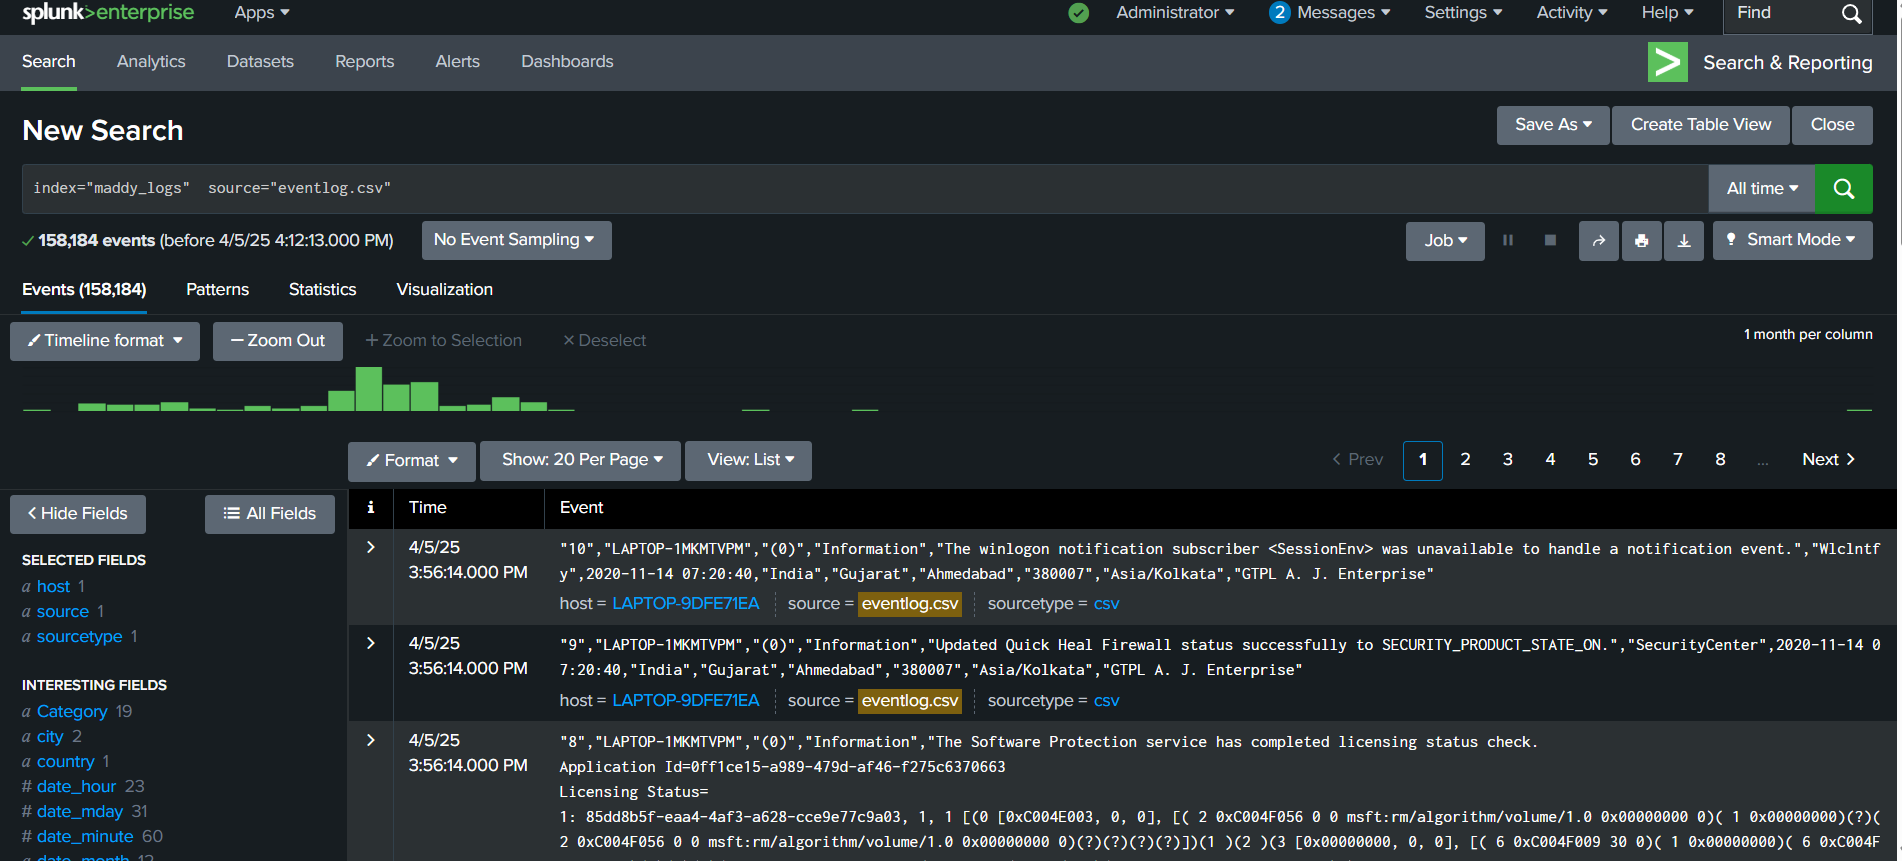 splunk>enterprise Apps Administrator 2 Messages Settings Activity Help Find
Search Analytics Datasets Reports Alerts Dashboards Search & Reporting
New Search
Save As Create Table View Close
index="maddy_logs"  source="eventlog.csv"
All time
158,184 events (before 4/5/25 4:12:13.000 PM) No Event Sampling Job Smart Mode
Events (158,184) Patterns Statistics Visualization
Timeline format — Zoom Out + Zoom to Selection × Deselect
1 month per column
Format Show: 20 Per Page View: List < Prev 1 2 3 4 5 6 7 8 ... Next >
< Hide Fields All Fields
SELECTED FIELDS
a host 1
a source 1
a sourcetype 1
INTERESTING FIELDS
a Category 19
a city 2
a country 1
# date_hour 23
# date_mday 31
# date_minute 60
a date_month 12
i Time Event
4/5/25
3:56:14.000 PM
"10","LAPTOP-1MKMTVPM","(0)","Information","The winlogon notification subscriber <SessionEnv> was unavailable to handle a notification event.","Wlclntf
y",2020-11-14 07:20:40,"India","Gujarat","Ahmedabad","380007","Asia/Kolkata","GTPL A. J. Enterprise"
host = LAPTOP-9DFE71EA source = eventlog.csv sourcetype = csv
4/5/25
3:56:14.000 PM
"9","LAPTOP-1MKMTVPM","(0)","Information","Updated Quick Heal Firewall status successfully to SECURITY_PRODUCT_STATE_ON.","SecurityCenter",2020-11-14 0
7:20:40,"India","Gujarat","Ahmedabad","380007","Asia/Kolkata","GTPL A. J. Enterprise"
host = LAPTOP-9DFE71EA source = eventlog.csv sourcetype = csv
4/5/25
3:56:14.000 PM
"8","LAPTOP-1MKMTVPM","(0)","Information","The Software Protection service has completed licensing status check.
Application Id=0ff1ce15-a989-479d-af46-f275c6370663
Licensing Status=
1: 85dd8b5f-eaa4-4af3-a628-cce9e77c9a03, 1, 1 [(0 [0xC004E003, 0, 0], [( 2 0xC004F056 0 0 msft:rm/algorithm/volume/1.0 0x00000000 0)( 1 0x00000000)(?)(
2 0xC004F056 0 0 msft:rm/algorithm/volume/1.0 0x00000000 0)(?)(?)(?)(?)])(1 )(2 )(3 [0x00000000, 0, 0], [( 6 0xC004F009 30 0)( 1 0x00000000)( 6 0xC004F